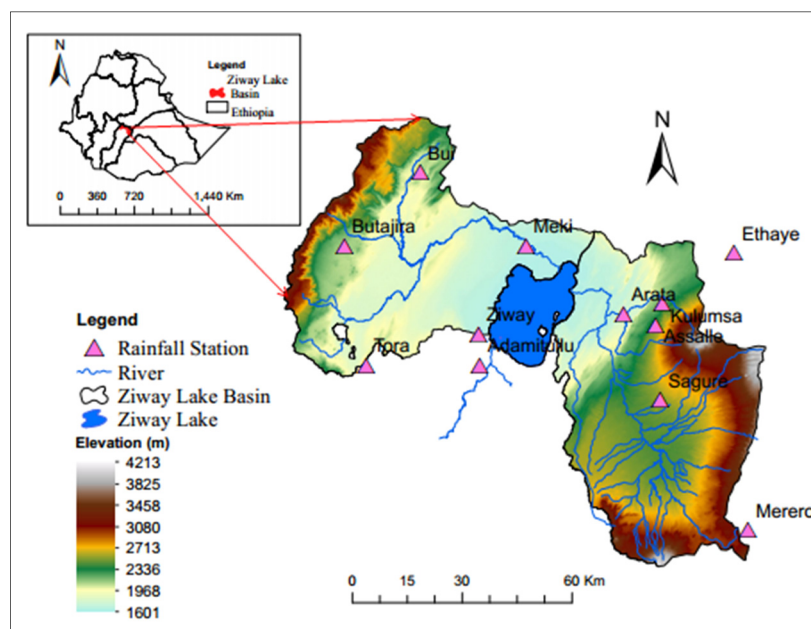 N
Legend
Ziway Lake
Basin
Ethiopia
0 360 720 1,440 Km
N
Bui
Butajira
Meki
Ethaye
Arata
Kulumsa
Assalle
Ziway
Tora
Adamitullu
Sagure
Merero
Legend
Rainfall Station
River
Ziway Lake Basin
Ziway Lake
Elevation (m)
4213
3825
3458
3080
2713
2336
1968
1601
0 15 30 60 Km